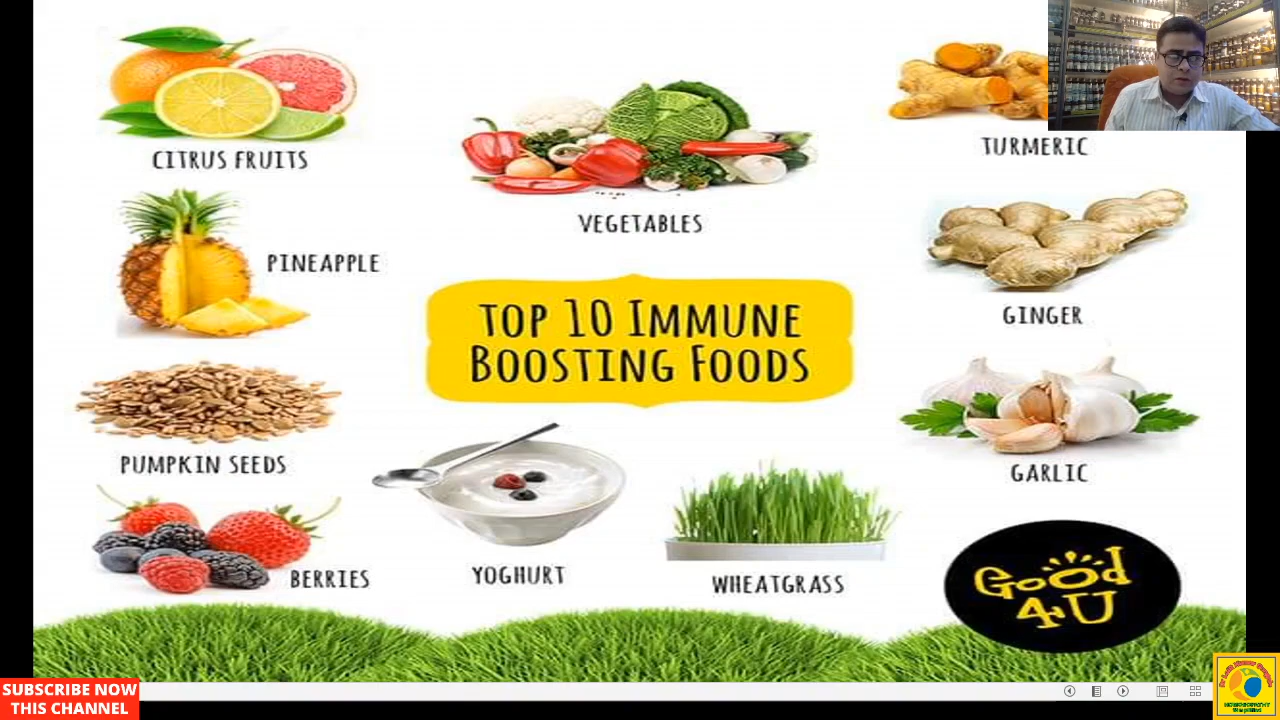 CITRUS FRUITS
VEGETABLES
TURMERIC
PINEAPPLE
GINGER
TOP 10 IMMUNE
BOOSTING FOODS
PUMPKIN SEEDS
GARLIC
BERRIES
YOGHURT
WHEATGRASS
GOOD
4U
SUBSCRIBE NOW
THIS CHANNEL